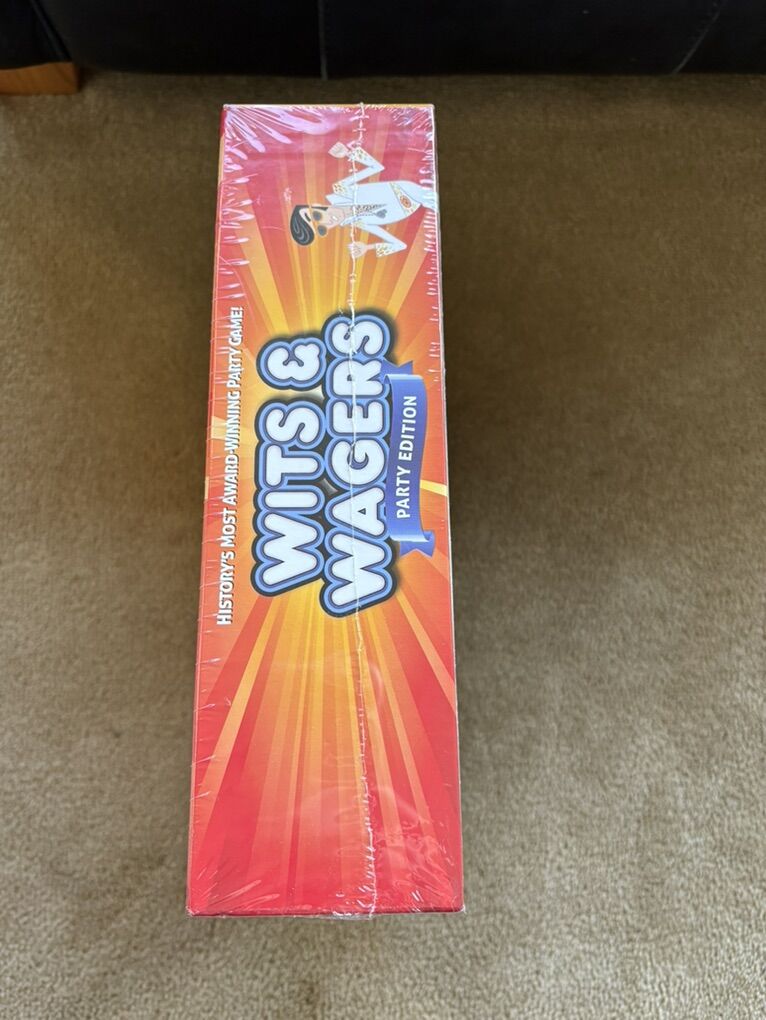 HISTORY'S MOST AWARD-WINNING PARTY GAME!
WITS &
WAGERS
PARTY EDITION